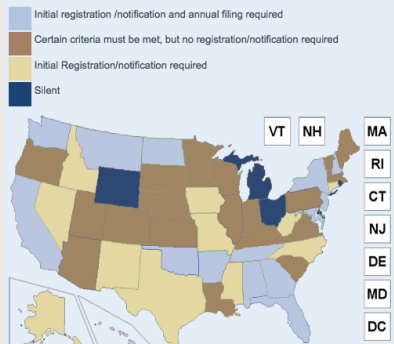 Initial registration /notification and annual filing required
Certain criteria must be met, but no registration/notification required
Initial Registration/notification required
Silent
VT NH MA
RI
CT
NJ
DE
MD
DC